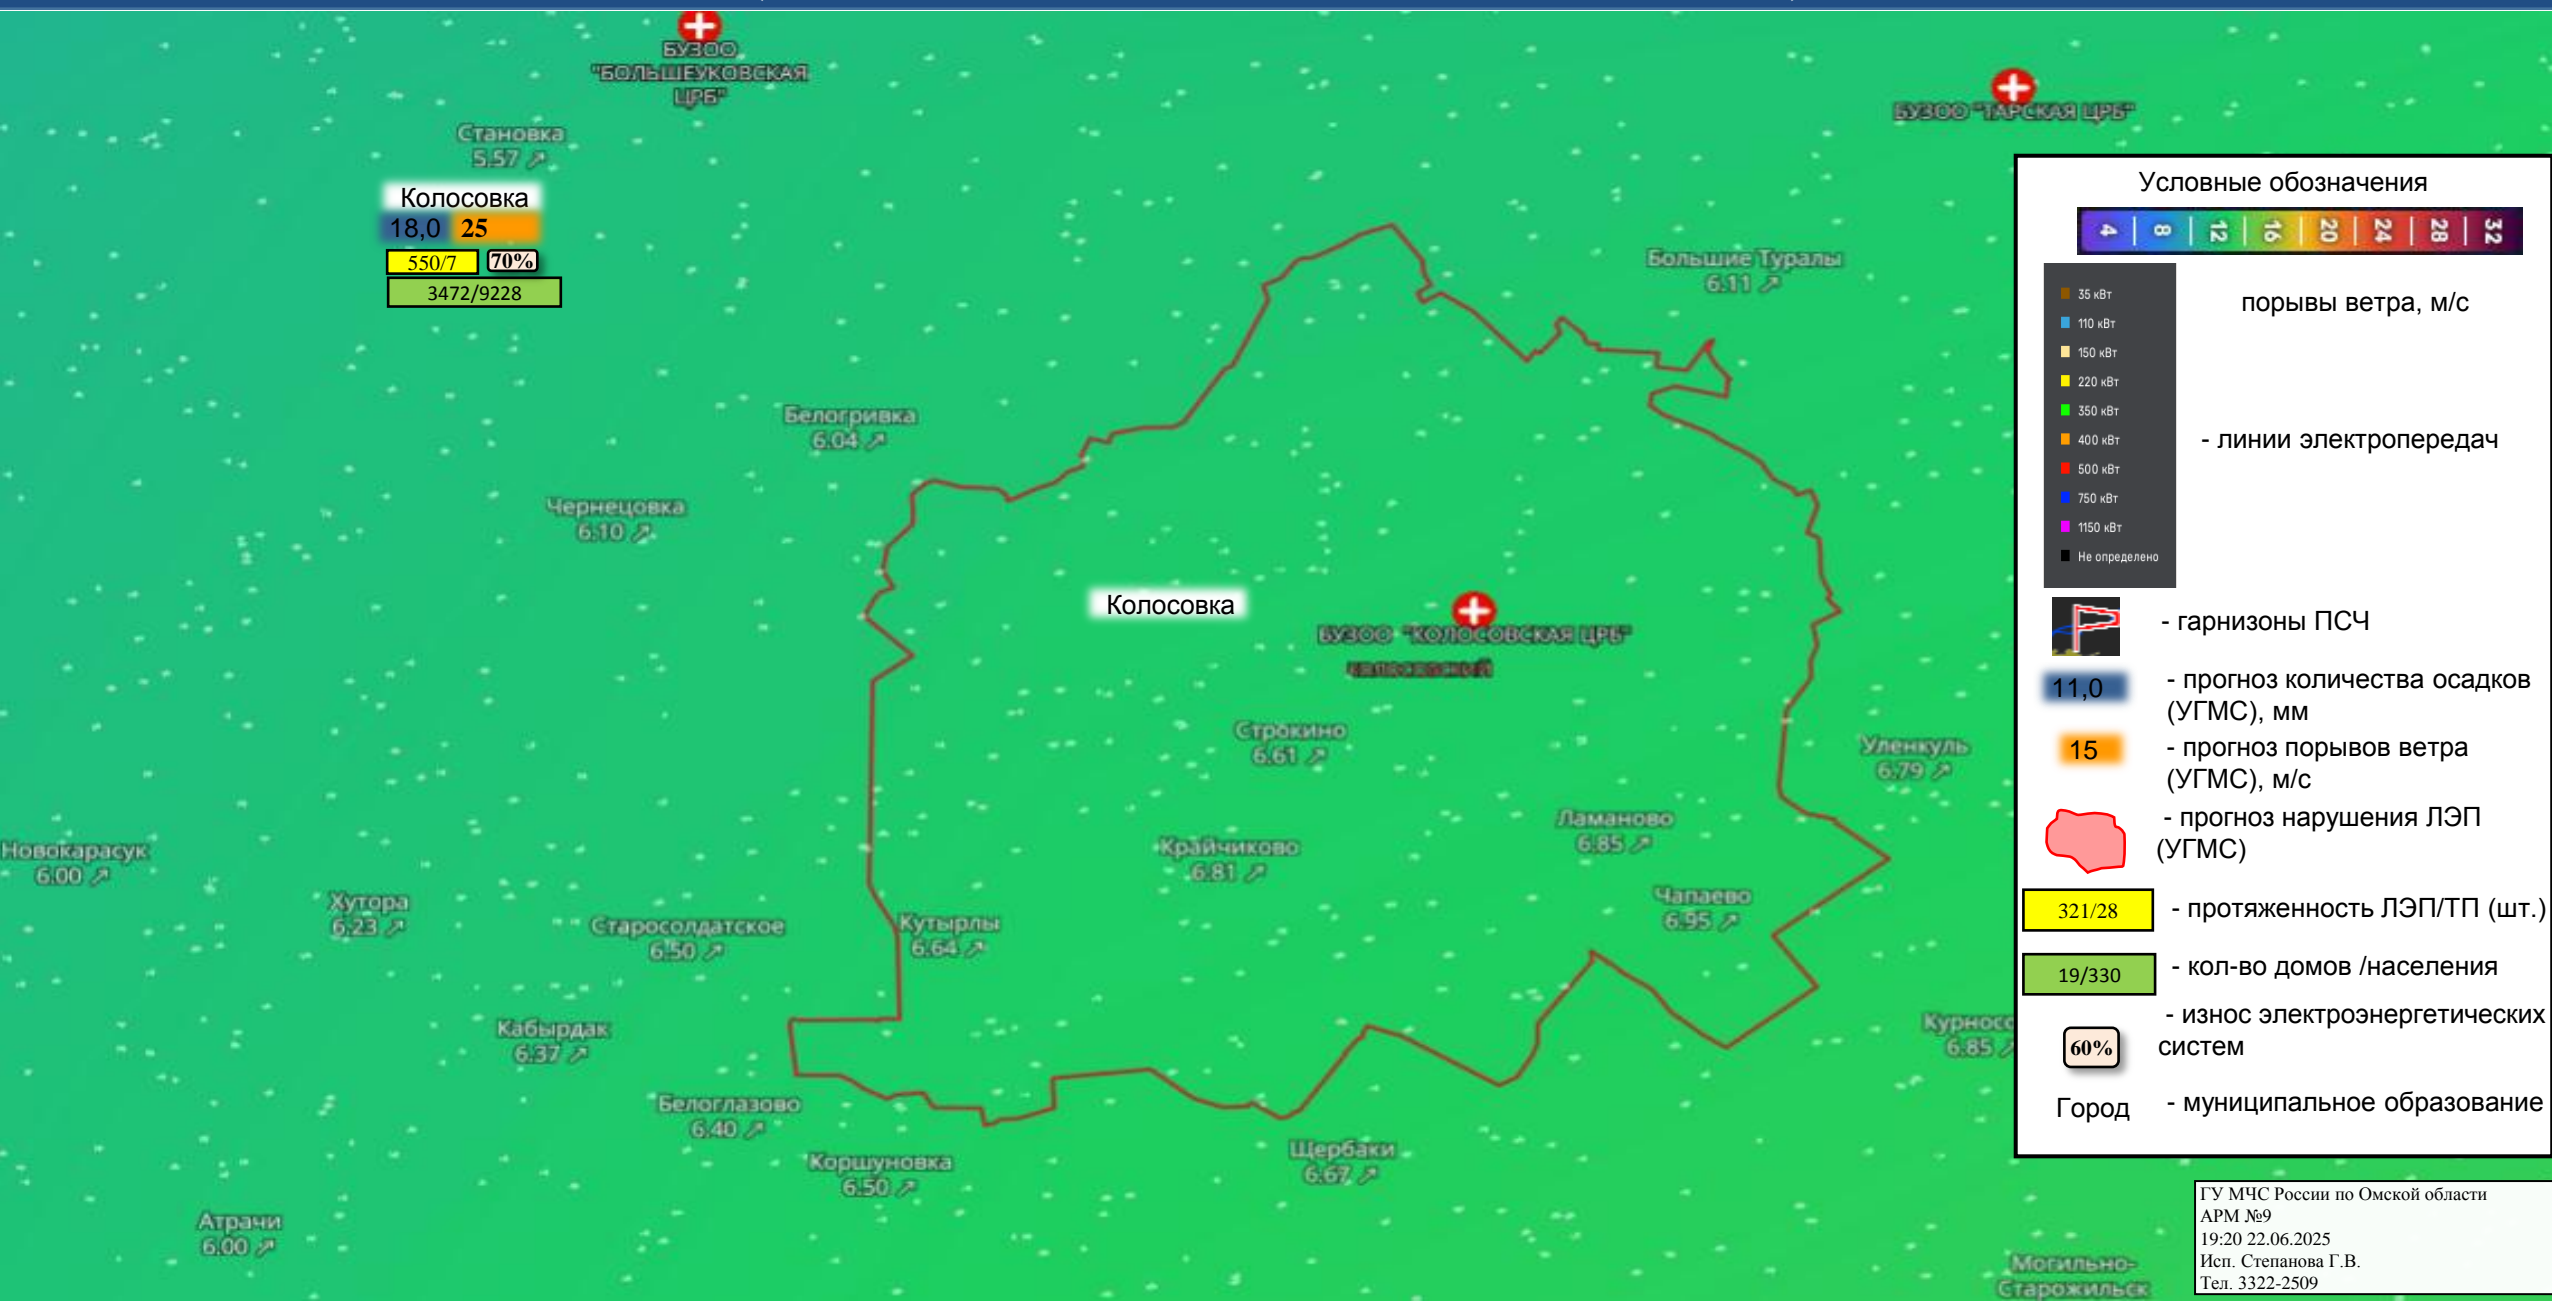 БУЗОО
"БОЛЬШЕУКОВСКАЯ
ЦРБ"
БУЗОО "ТАРСКАЯ ЦРБ"
Становка
5.57 ↗
Колосовка
18,0 25
550/7 70%
3472/9228
Большие Туралы
6.11 ↗
Белогривка
6.04 ↗
Чернецовка
6.10 ↗
Колосовка
БУЗОО "КОЛОСОВСКАЯ ЦРБ"
Строкино
6.61 ↗
Уленкуль
6.79 ↗
Ламаново
6.85 ↗
Крайчиково
6.81 ↗
Новокарасук
6.00 ↗
Хутора
6.23 ↗
Старосолдатское
6.50 ↗
Кутырлы
6.64 ↗
Чапаево
6.95 ↗
Кабырдак
6.37 ↗
Курносо
6.85 ↗
Белоглазово
6.40 ↗
Коршуновка
6.50 ↗
Щербаки
6.67 ↗
Атрачи
6.00 ↗
Могильно-
Старожильск
Условные обозначения
4 8 12 16 20 24 28 32
порывы ветра, м/с
35 кВт
110 кВт
150 кВт
220 кВт
350 кВт
400 кВт
500 кВт
750 кВт
1150 кВт
Не определено
- линии электропередач
- гарнизоны ПСЧ
11,0 - прогноз количества осадков
(УГМС), мм
15 - прогноз порывов ветра
(УГМС), м/с
- прогноз нарушения ЛЭП
(УГМС)
321/28 - протяженность ЛЭП/ТП (шт.)
19/330 - кол-во домов /населения
- износ электроэнергетических
60% систем
Город - муниципальное образование
ГУ МЧС России по Омской области
АРМ №9
19:20 22.06.2025
Исп. Степанова Г.В.
Тел. 3322-2509